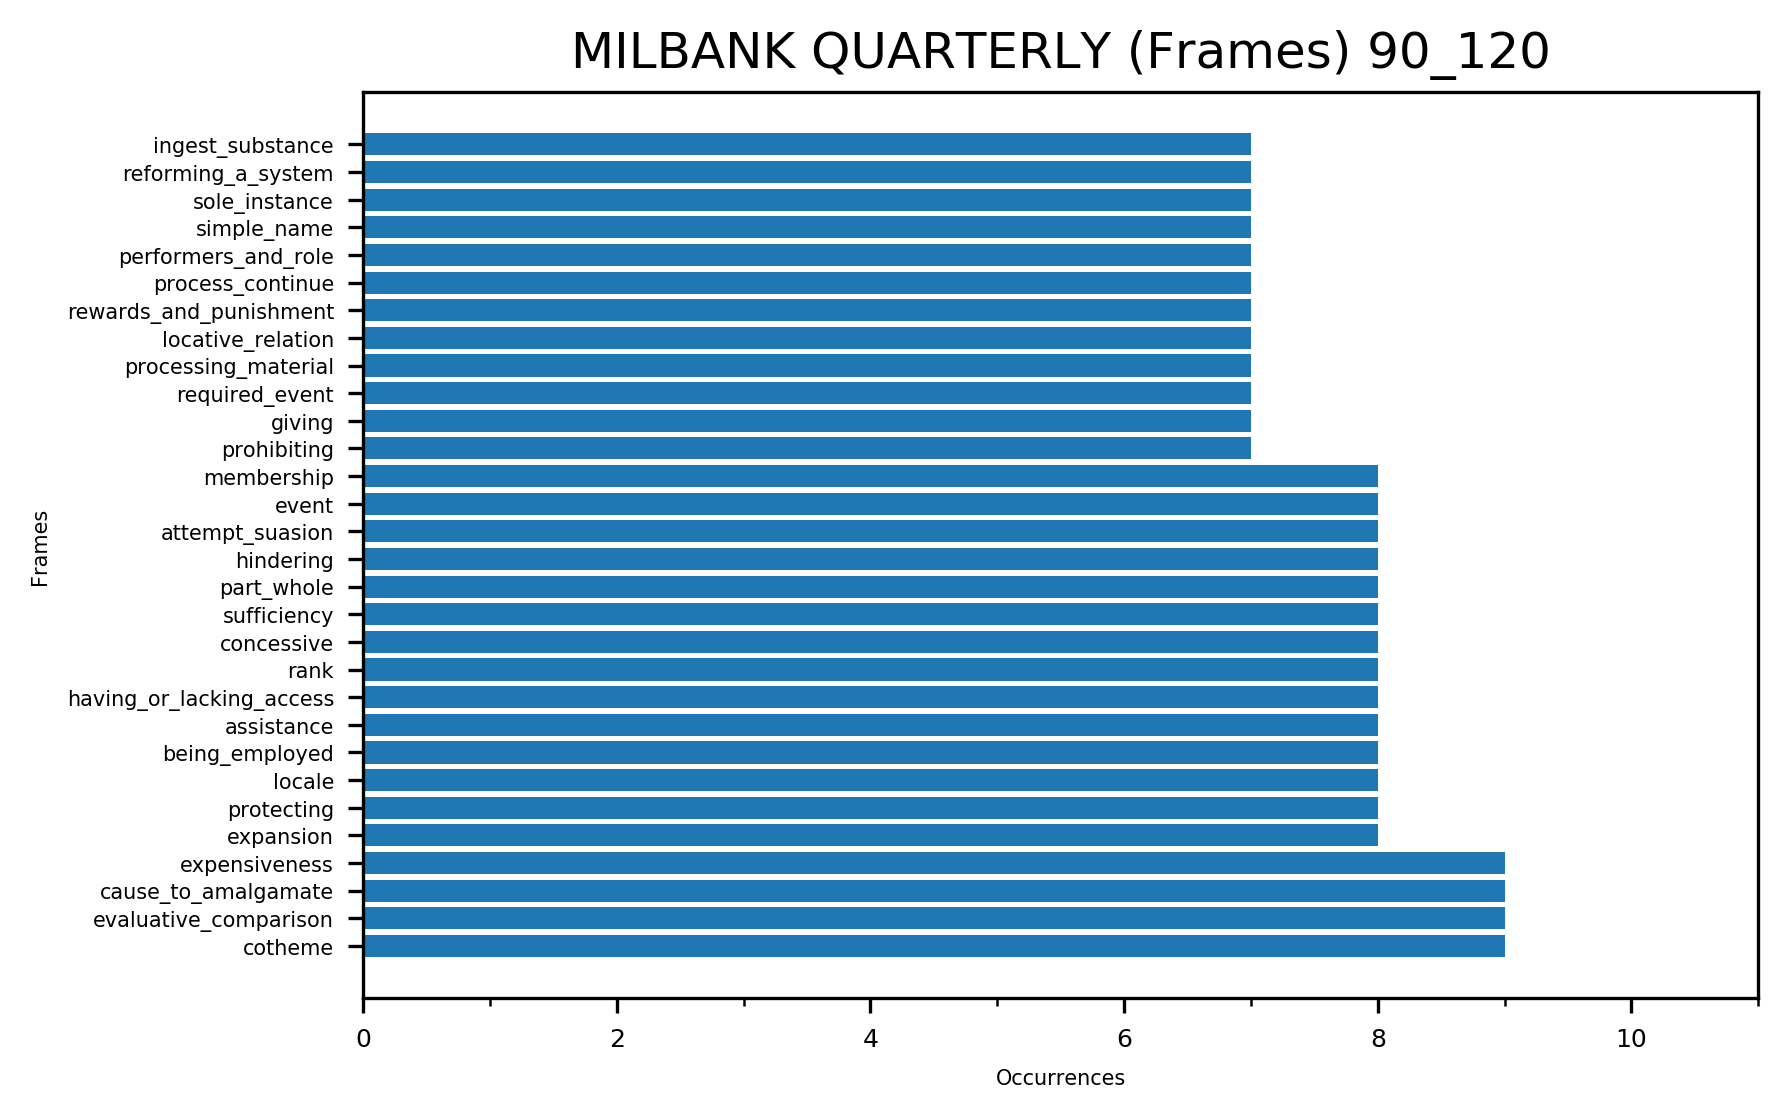 MILBANK QUARTERLY (Frames) 90_120
ingest_substance
reforming_a_system
sole_instance
simple_name
performers_and_role
process_continue
rewards_and_punishment
locative_relation
processing_material
required_event
giving
prohibiting
membership
event
attempt_suasion
hindering
part_whole
sufficiency
concessive
rank
having_or_lacking_access
assistance
being_employed
locale
protecting
expansion
expensiveness
cause_to_amalgamate
evaluative_comparison
cotheme
Frames
0 2 4 6 8 10
Occurrences